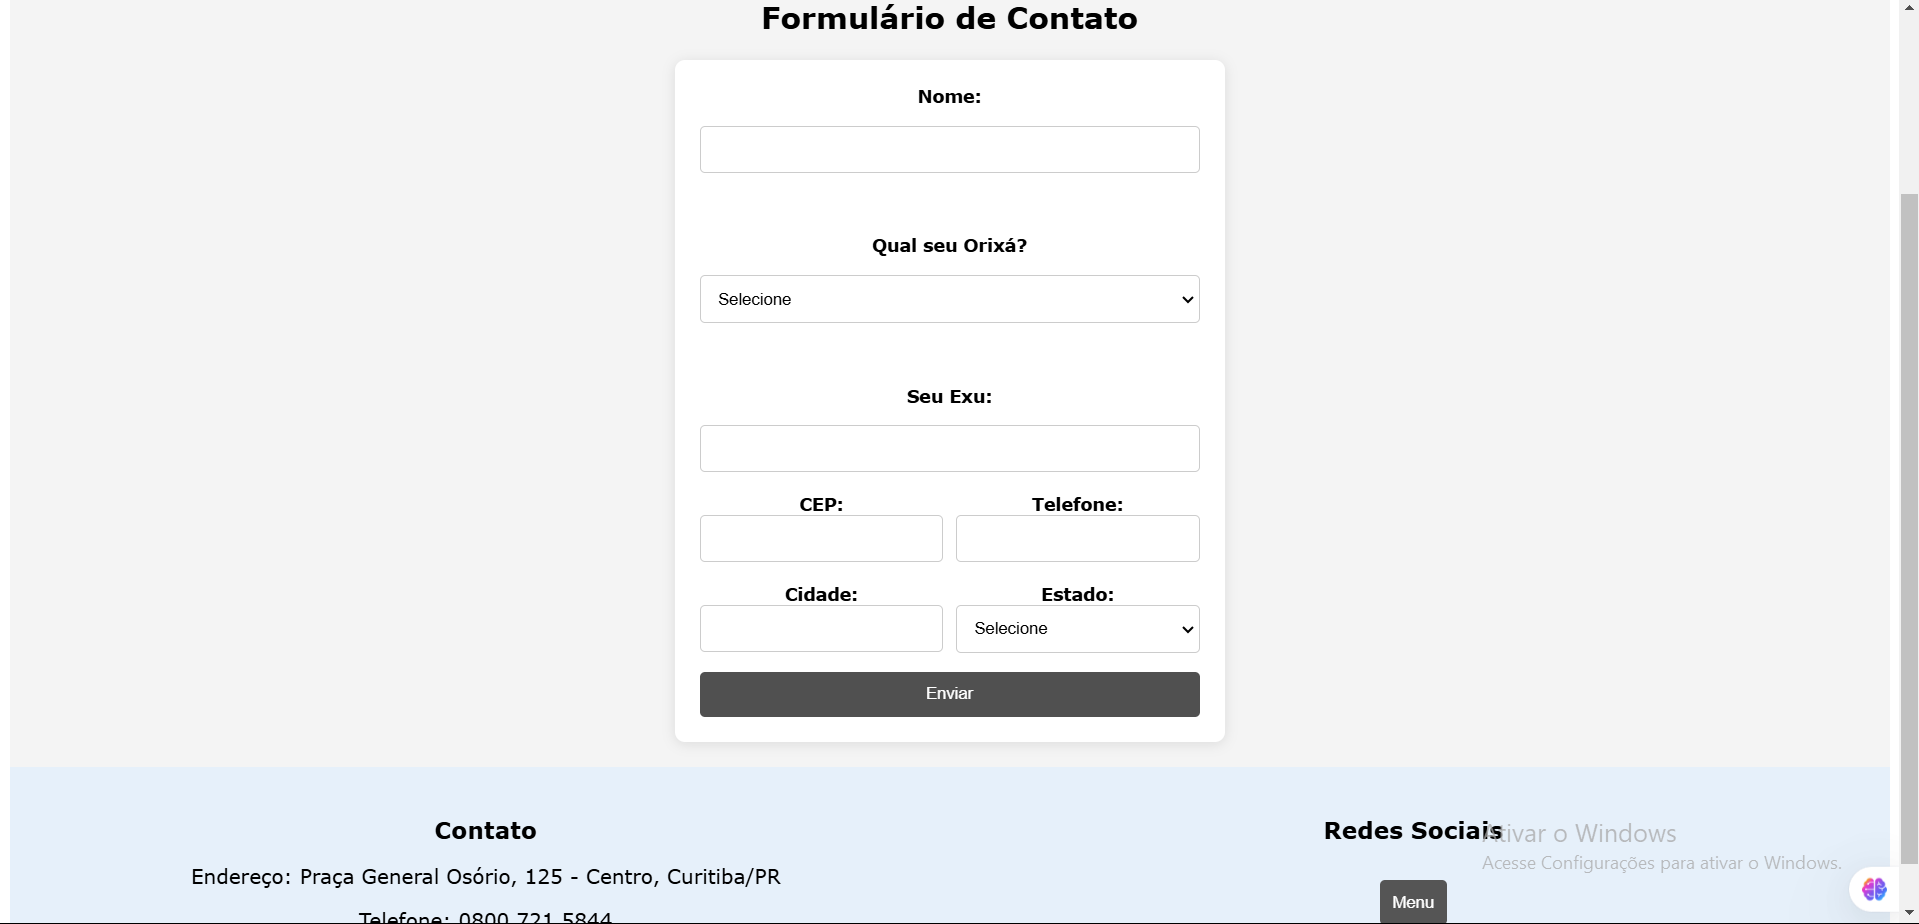 Formulário de Contato
Nome:
Qual seu Orixá?
Selecione
Seu Exu:
CEP:
Telefone:
Cidade:
Estado:
Selecione
Enviar
Contato
Endereço: Praça General Osório, 125 - Centro, Curitiba/PR
Telefone: 0800 721 5844
Redes Sociais
Ativar o Windows
Acesse Configurações para ativar o Windows.
Menu